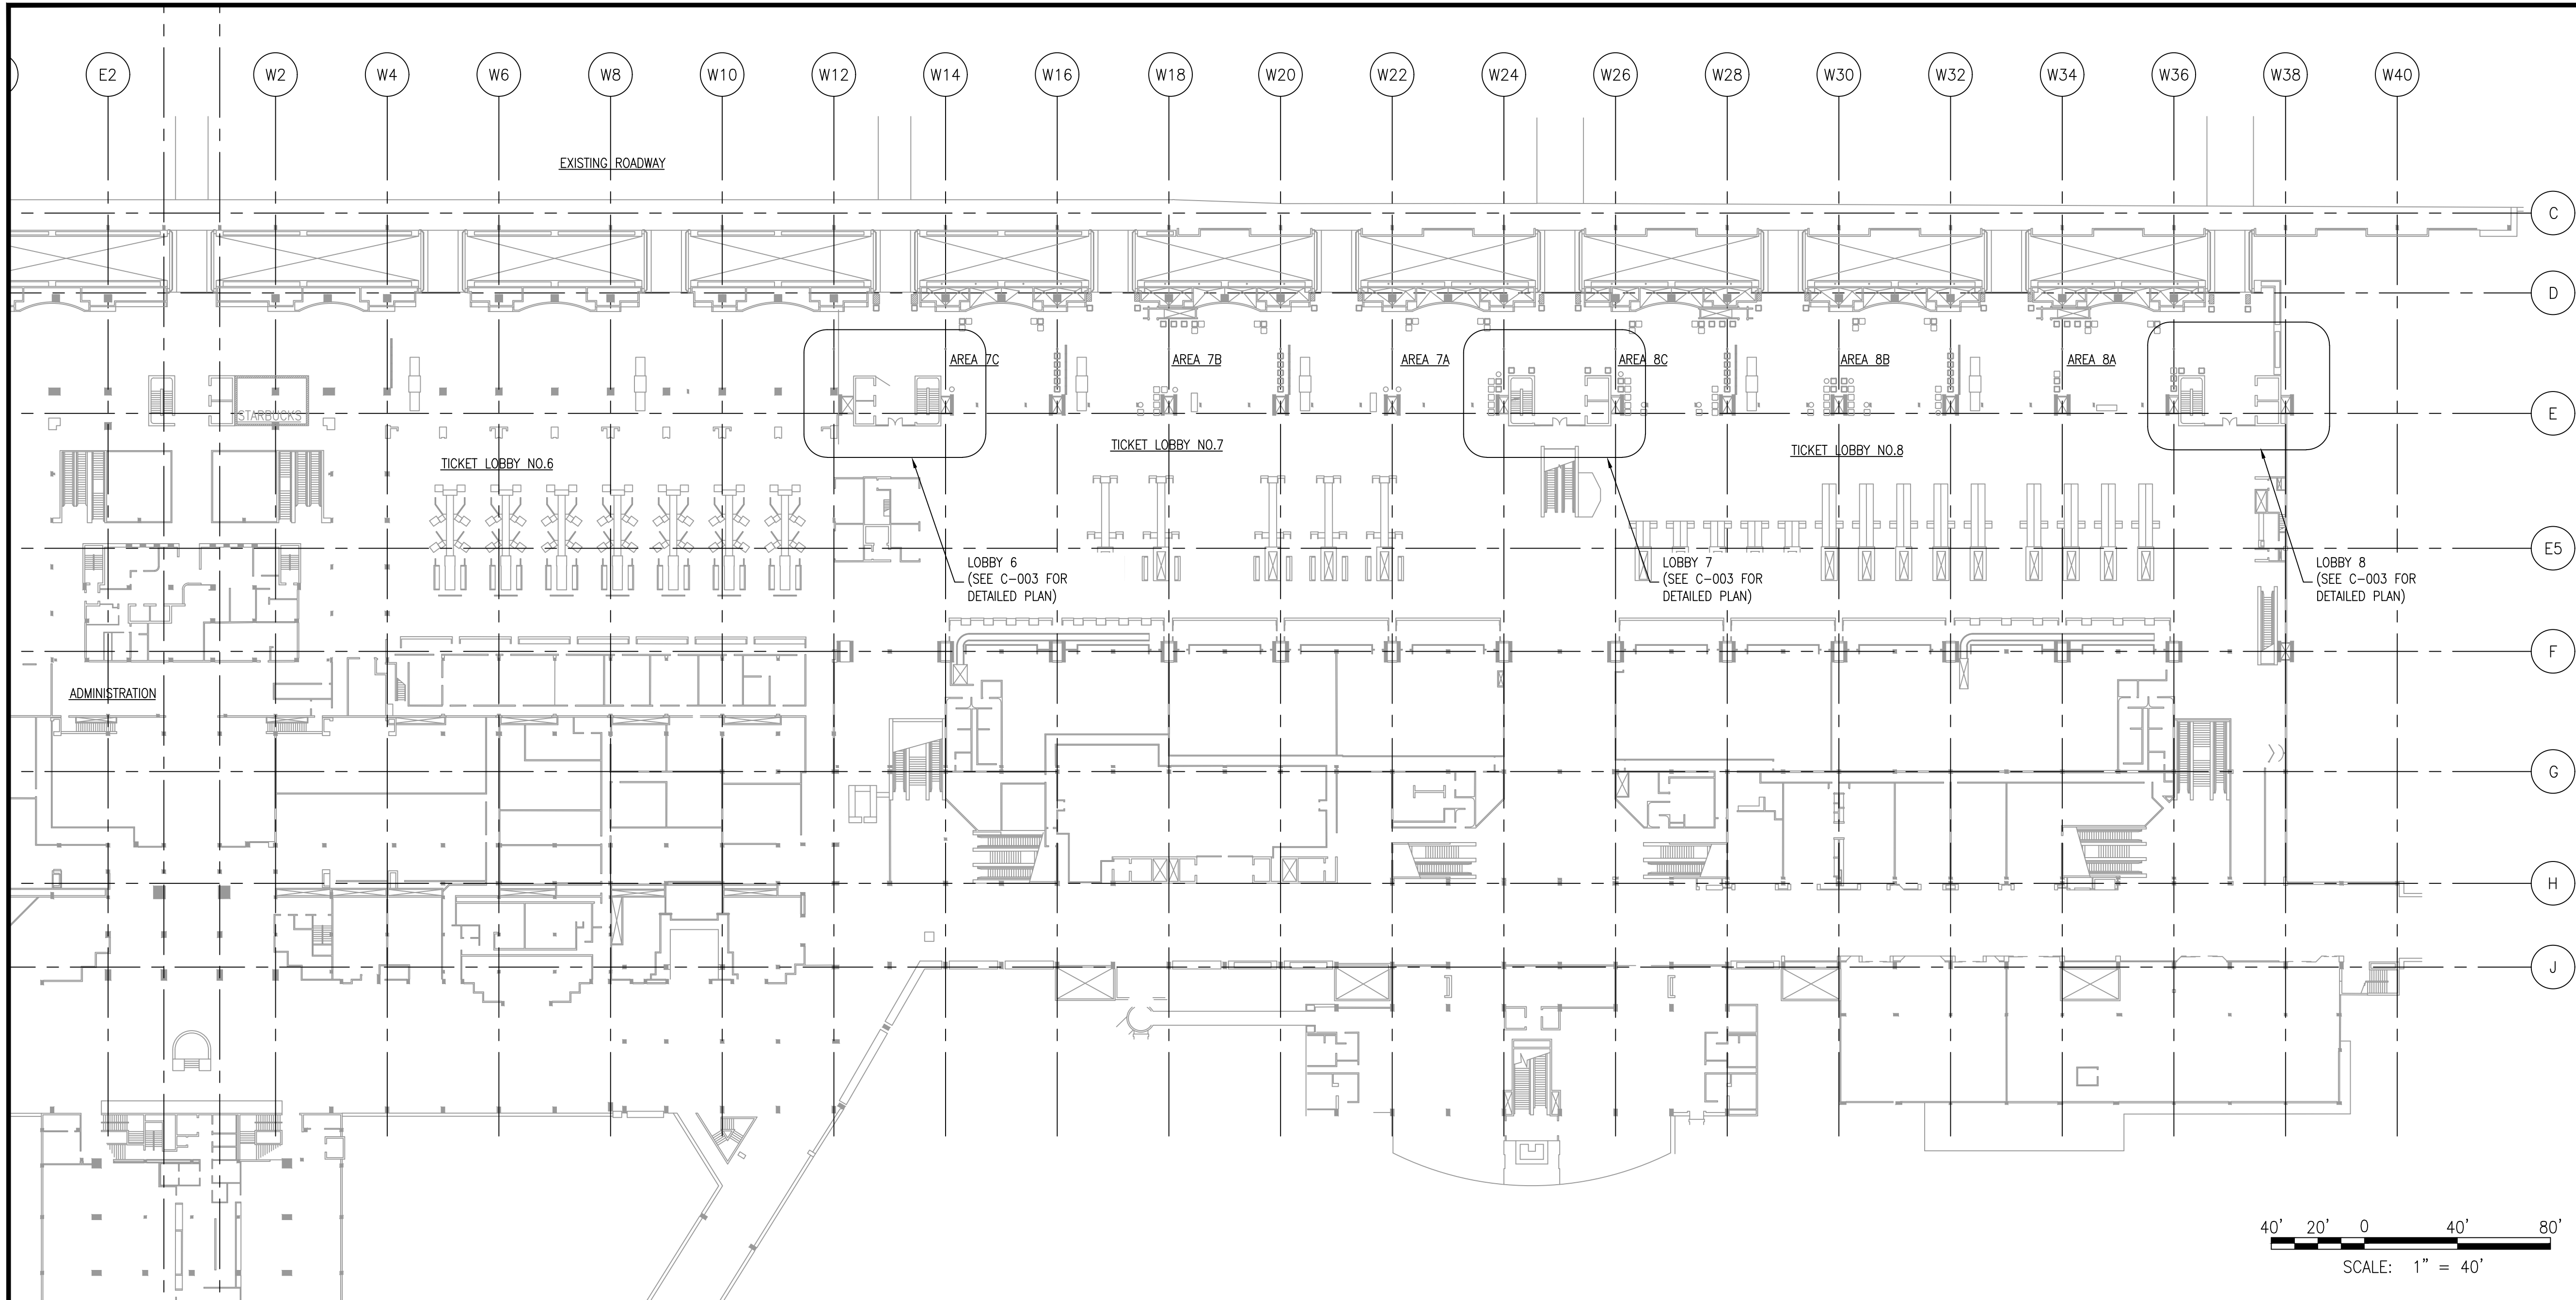 E2
W2
W4
W6
W8
W10
W12
W14
W16
W18
W20
W22
W24
W26
W28
W30
W32
W34
W36
W38
W40
EXISTING ROADWAY
C
D
AREA 7C
AREA 7B
AREA 7A
AREA 8C
AREA 8B
AREA 8A
STARBUCKS
E
TICKET LOBBY NO.6
TICKET LOBBY NO.7
TICKET LOBBY NO.8
E5
LOBBY 6
(SEE C-003 FOR
DETAILED PLAN)
LOBBY 7
(SEE C-003 FOR
DETAILED PLAN)
LOBBY 8
(SEE C-003 FOR
DETAILED PLAN)
F
ADMINISTRATION
G
H
J
40' 20' 0 40' 80'
SCALE: 1" = 40'